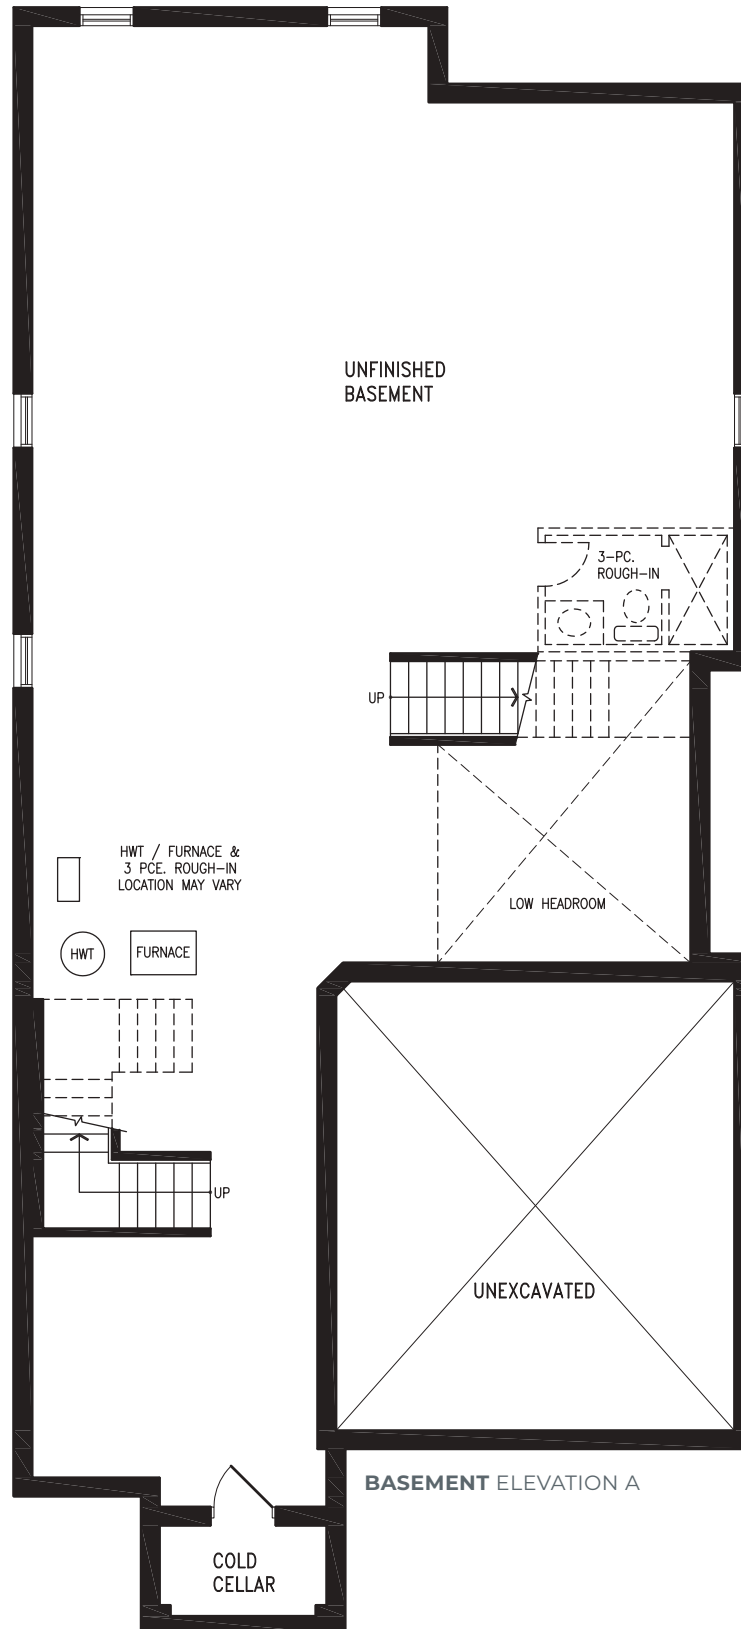 UNFINISHED
BASEMENT
3-PC.
ROUGH-IN
UP
HWT / FURNACE &
3 PCE. ROUGH-IN
LOCATION MAY VARY
LOW HEADROOM
HWT
FURNACE
UP
UNEXCAVATED
BASEMENT ELEVATION A
COLD
CELLAR